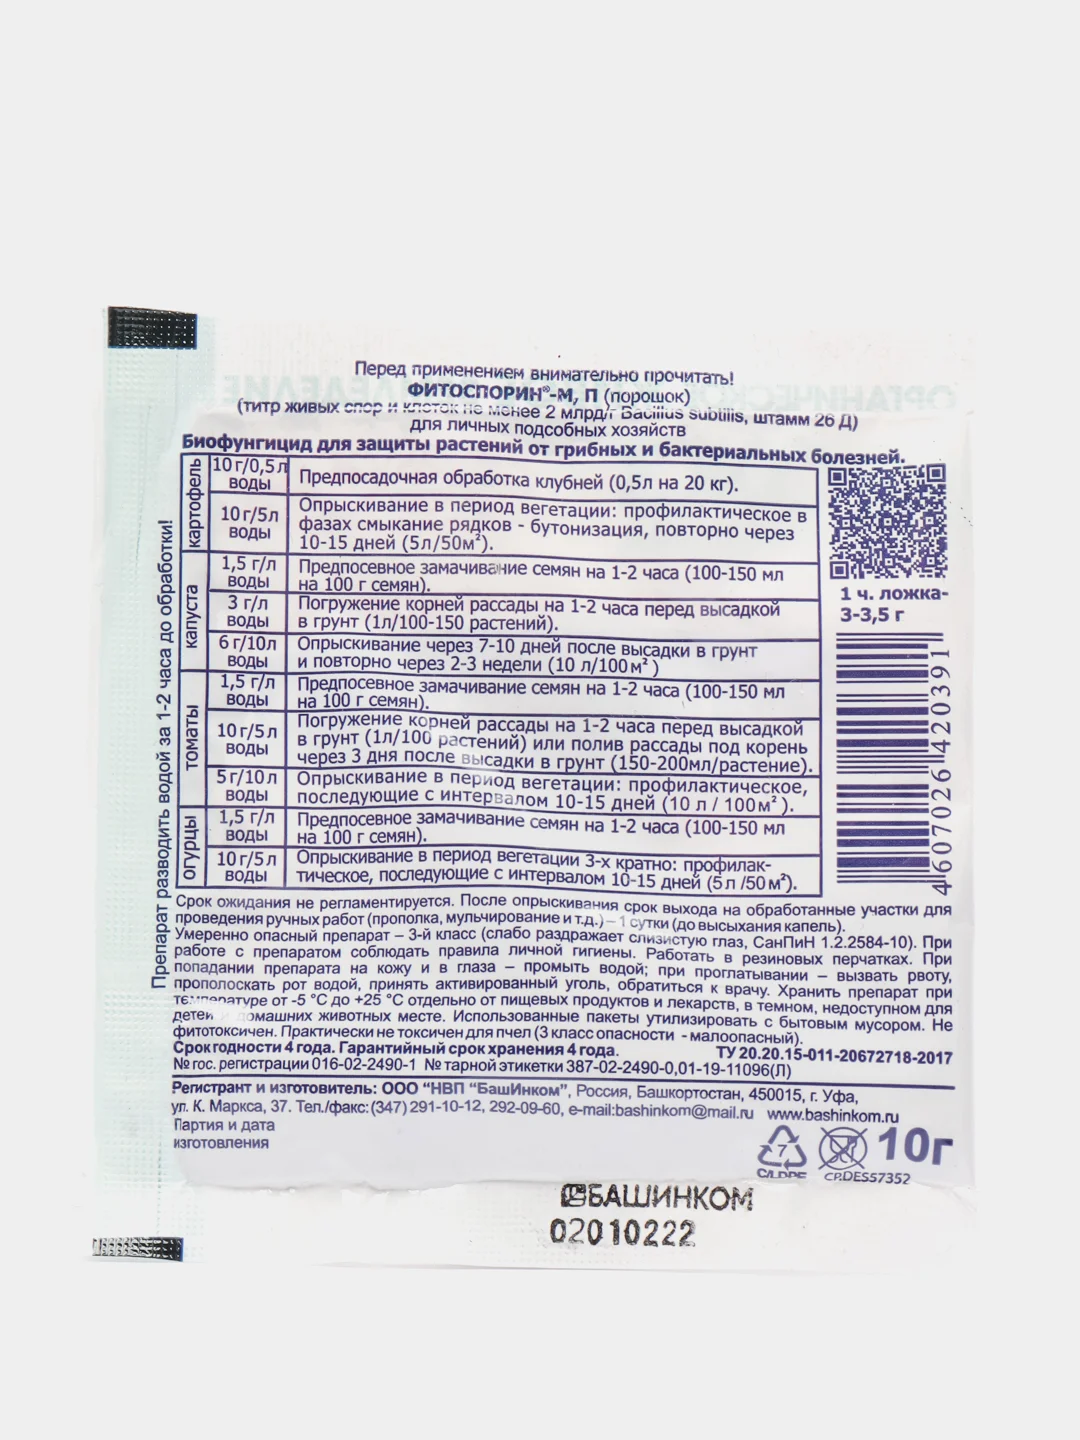 Перед применением внимательно прочитать!
ФИТОСПОРИН®-М, П (порошок)
(титр живых спор и клеток не менее 2 млрд/г Bacillus subtilis, штамм 26 Д)
для личных подсобных хозяйств
Биофунгицид для защиты растений от грибных и бактериальных болезней.
Препарат разводить водой за 1-2 часа до обработки!
картофель
10г/0,5л
воды
Предпосадочная обработка клубней (0,5л на 20 кг).
10г/5л
воды
Опрыскивание в период вегетации: профилактическое в
фазах смыкание рядков - бутонизация, повторно через
10-15 дней (5л/50м²).
капуста
1,5 г/л
воды
Предпосевное замачивание семян на 1-2 часа (100-150 мл
на 100 г семян).
3 г/л
воды
Погружение корней рассады на 1-2 часа перед высадкой
в грунт (1л/100-150 растений).
6г/10л
воды
Опрыскивание через 7-10 дней после высадки в грунт
и повторно через 2-3 недели (10 л/100м²)
томаты
1,5 г/л
воды
Предпосевное замачивание семян на 1-2 часа (100-150 мл
на 100 г семян).
10г/5л
воды
Погружение корней рассады на 1-2 часа перед высадкой
в грунт (1л/100 растений) или полив рассады под корень
через 3 дня после высадки в грунт (150-200мл/растение).
5г/10л
воды
Опрыскивание в период вегетации: профилактическое,
последующие с интервалом 10-15 дней (10 л / 100м²).
огурцы
1,5 г/л
воды
Предпосевное замачивание семян на 1-2 часа (100-150 мл
на 100 г семян).
10г/5л
воды
Опрыскивание в период вегетации 3-х кратно: профилак-
тическое, последующие с интервалом 10-15 дней (5л/50м²).
1 ч. ложка-
3-3,5 г
4607026420391
Срок ожидания не регламентируется. После опрыскивания срок выхода на обработанные участки для
проведения ручных работ (прополка, мульчирование и т.д.) – 1 сутки (до высыхания капель).
Умеренно опасный препарат – 3-й класс (слабо раздражает слизистую глаз, СанПиН 1.2.2584-10). При
работе с препаратом соблюдать правила личной гигиены. Работать в резиновых перчатках. При
попадании препарата на кожу и в глаза – промыть водой; при проглатывании – вызвать рвоту,
прополоскать рот водой, принять активированный уголь, обратиться к врачу. Хранить препарат при
температуре от -5 °С до +25 °С отдельно от пищевых продуктов и лекарств, в темном, недоступном для
детей и домашних животных месте. Использованные пакеты утилизировать с бытовым мусором. Не
фитотоксичен. Практически не токсичен для пчел (3 класс опасности - малоопасный).
Срок годности 4 года. Гарантийный срок хранения 4 года. ТУ 20.20.15-011-20672718-2017
№ гос. регистрации 016-02-2490-1 № тарной этикетки 387-02-2490-0,01-19-11096(Л)
Регистрант и изготовитель: ООО “НВП “БашИнком”, Россия, Башкортостан, 450015, г. Уфа,
ул. К. Маркса, 37. Тел./факс: (347) 291-10-12, 292-09-60, e-mail:bashinkom@mail.ru www.bashinkom.ru
Партия и дата
изготовления
7
C/LDPE
CP.DES57352
10г
БАШИНКОМ
02010222